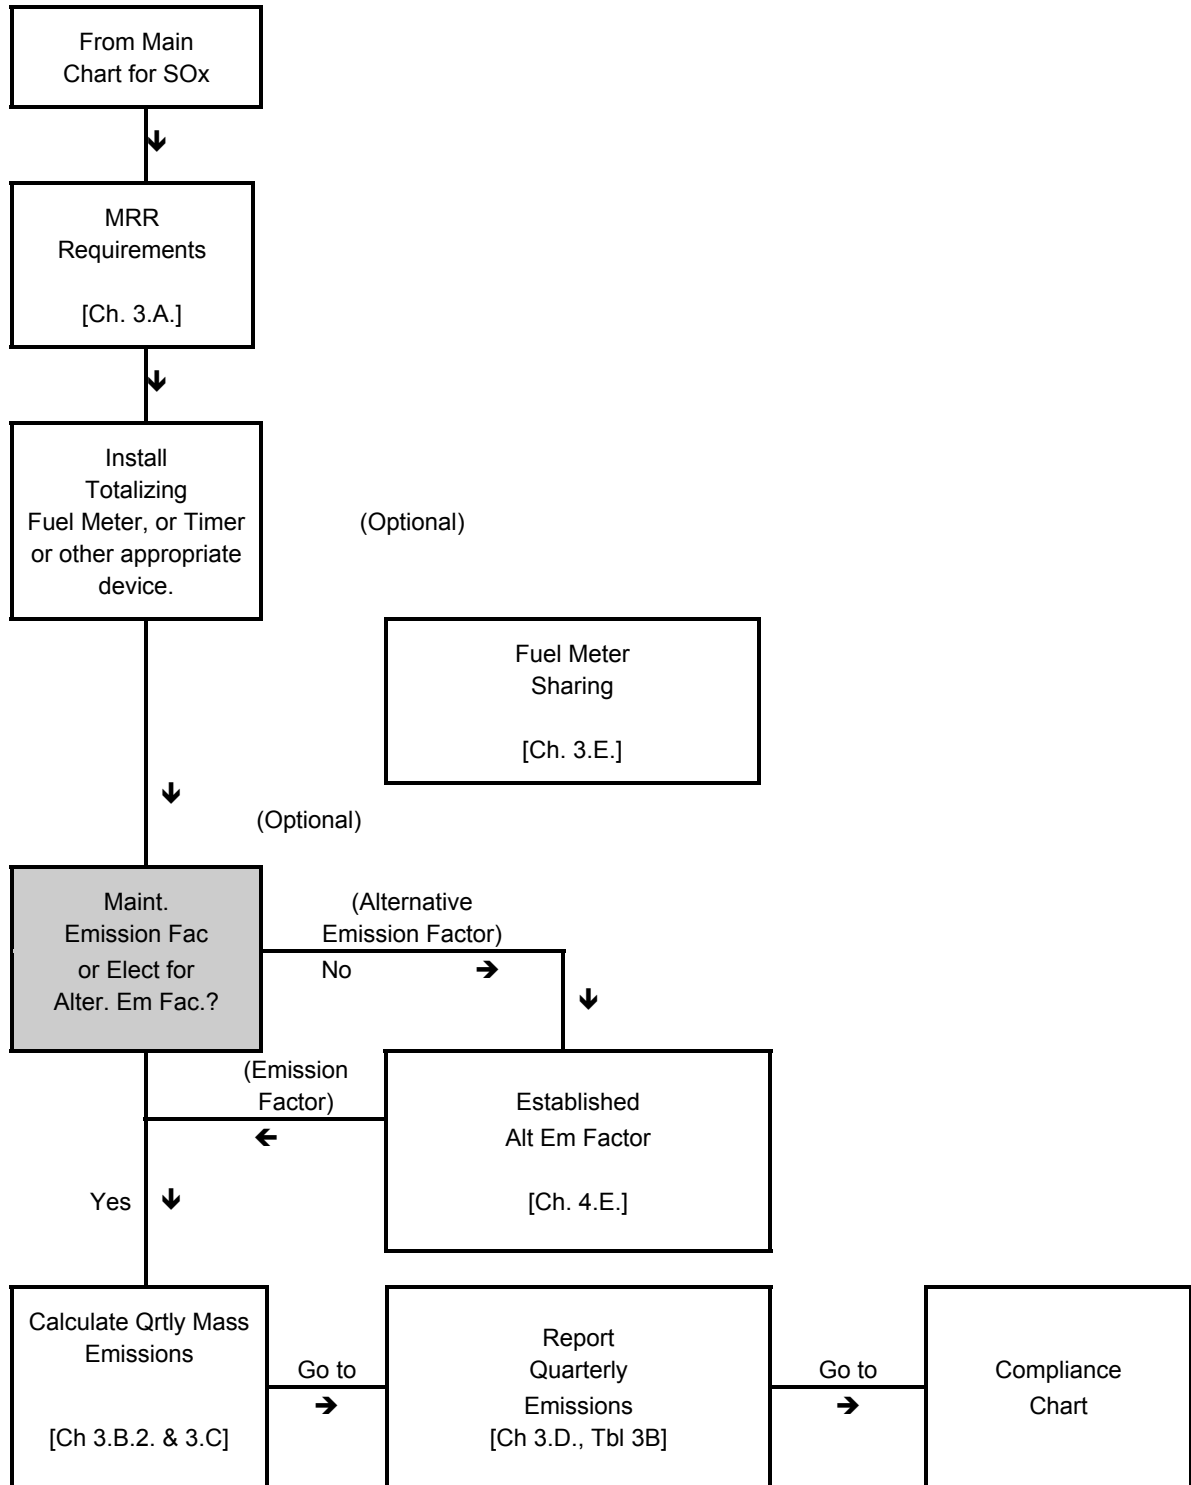 From Main
Chart for SOx
MRR
Requirements
[Ch. 3.A.]
Install
Totalizing
Fuel Meter, or Timer
or other appropriate
device.
(Optional)
Fuel Meter
Sharing
[Ch. 3.E.]
(Optional)
Maint.
Emission Fac
or Elect for
Alter. Em Fac.?
(Alternative
Emission Factor)
No
(Emission
Factor)
Established
Alt Em Factor
[Ch. 4.E.]
Yes
Calculate Qrtly Mass
Emissions
[Ch 3.B.2. & 3.C]
Go to
Report
Quarterly
Emissions
[Ch 3.D., Tbl 3B]
Go to
Compliance
Chart